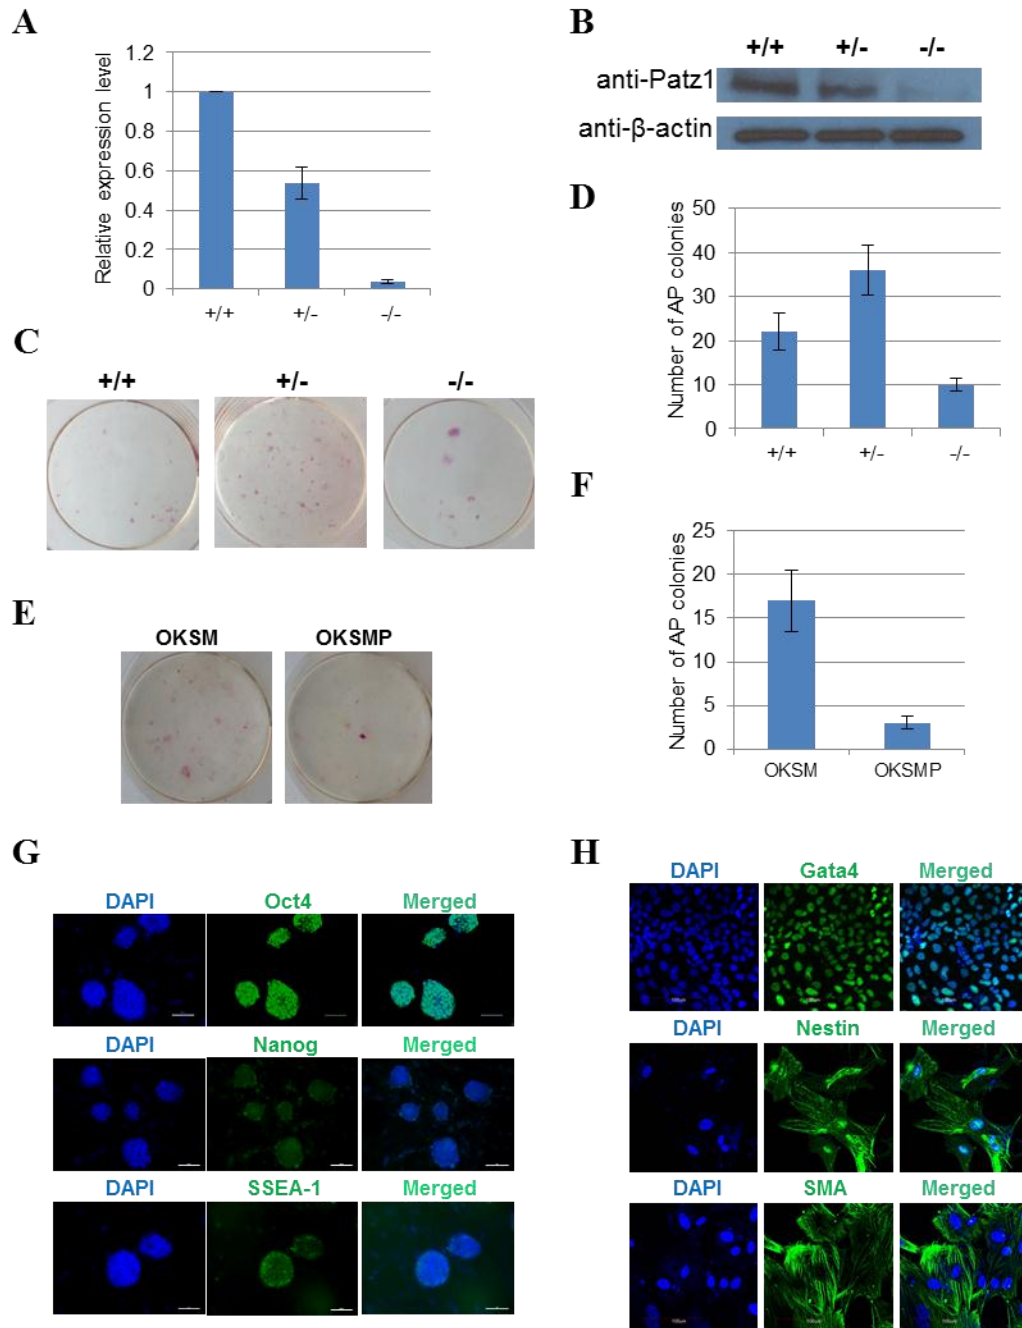 A
Relative expression level
1.2
1
0.8
0.6
0.4
0.2
0
+/+ +/- -/-
B
+/+ +/- -/-
anti-Patz1
anti-β-actin
C
+/+ +/- -/-
D
Number of AP colonies
50
40
30
20
10
0
+/+ +/- -/-
E
OKSM OKSMP
F
Number of AP colonies
25
20
15
10
5
0
OKSM OKSMP
G
DAPI Oct4 Merged
DAPI Nanog Merged
DAPI SSEA-1 Merged
H
DAPI Gata4 Merged
DAPI Nestin Merged
DAPI SMA Merged